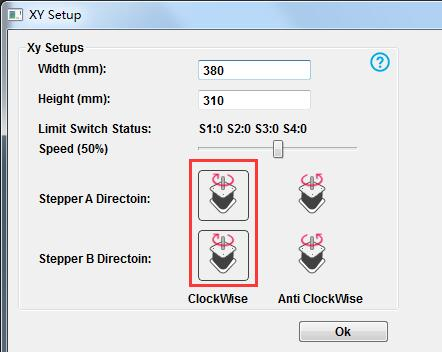 XY Setup
Xy Setups
Width (mm): 380
?
Height (mm): 310
Limit Switch Status: S1:0 S2:0 S3:0 S4:0
Speed (50%)
Stepper A Directoin:
Stepper B Directoin:
ClockWise Anti ClockWise
Ok